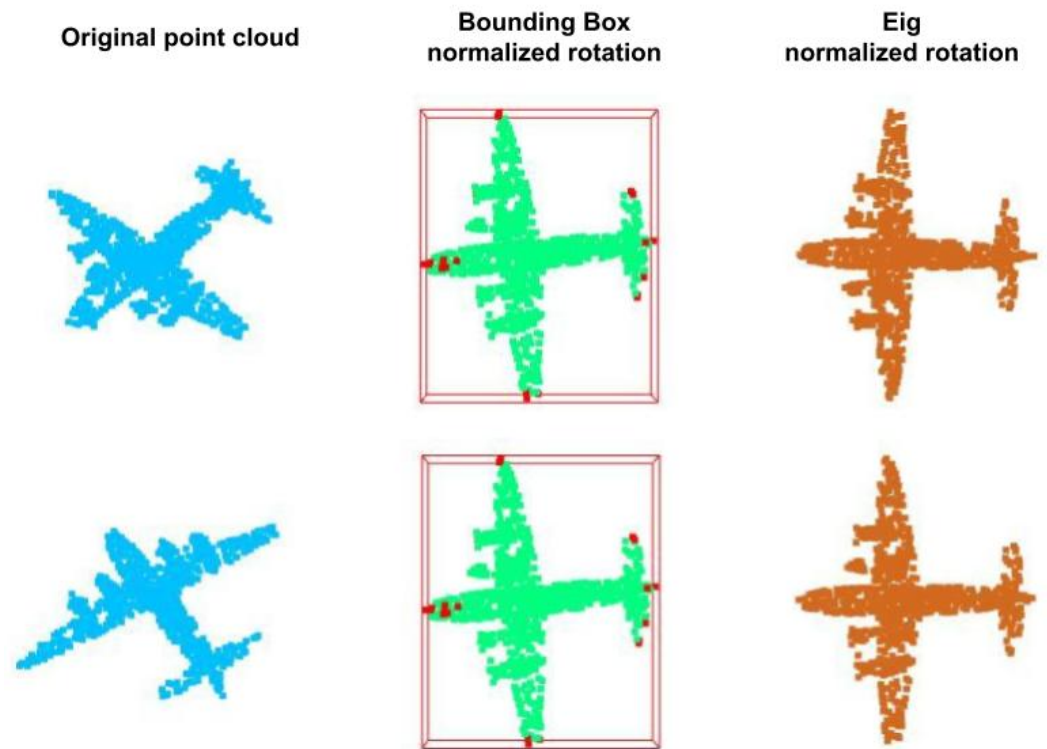 Original point cloud
Bounding Box
normalized rotation
Eig
normalized rotation